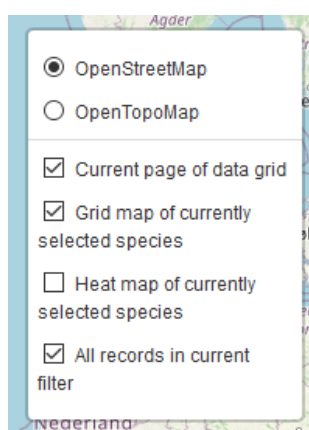 Agder
OpenStreetMap
OpenTopoMap
Current page of data grid
Grid map of currently
selected species
Heat map of currently
selected species
All records in current
filter
Nederland